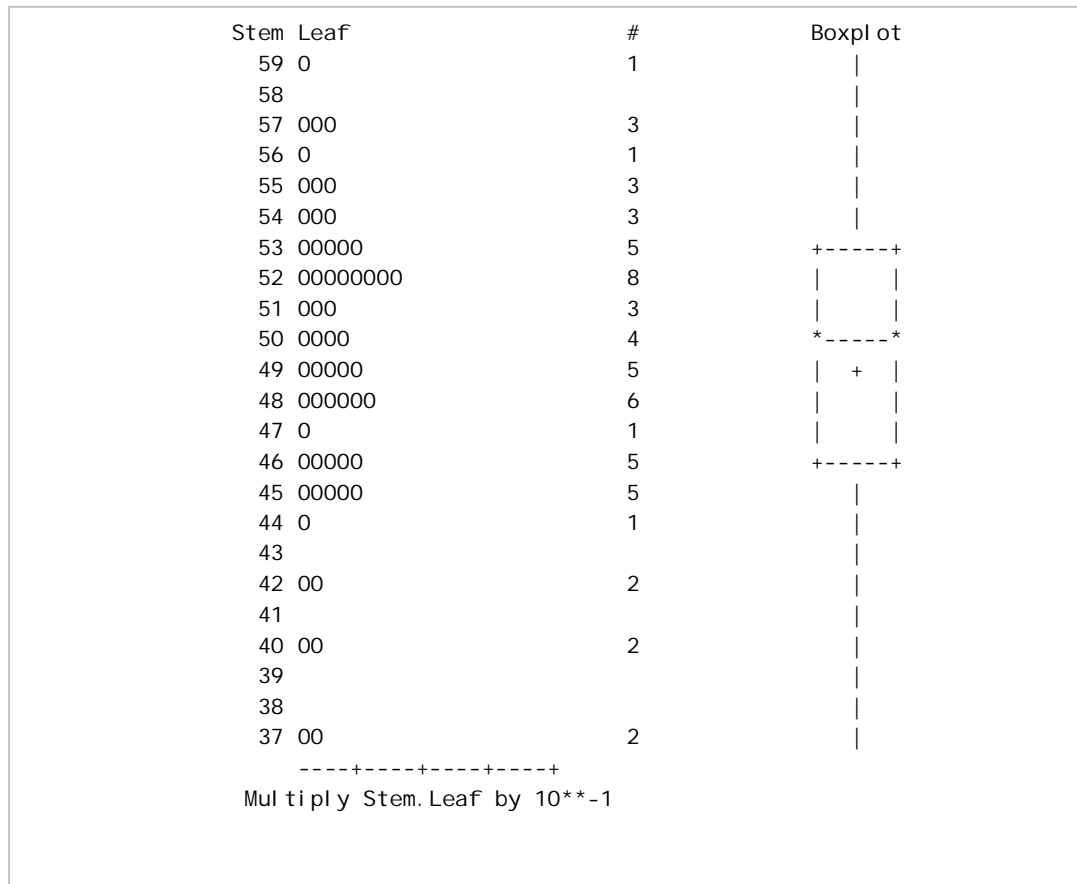 Stem Leaf # Boxplot
59 0 1 |
58 |
57 000 3 |
56 0 1 |
55 000 3 |
54 000 3 |
53 00000 5 +-----+
52 00000000 8 | |
51 000 3 | |
50 0000 4 *-----*
49 00000 5 | + |
48 000000 6 | |
47 0 1 | |
46 00000 5 +-----+
45 00000 5 |
44 0 1 |
43 |
42 00 2 |
41 |
40 00 2 |
39 |
38 |
37 00 2 |
----+----+----+----+
Multiply Stem.Leaf by 10**-1